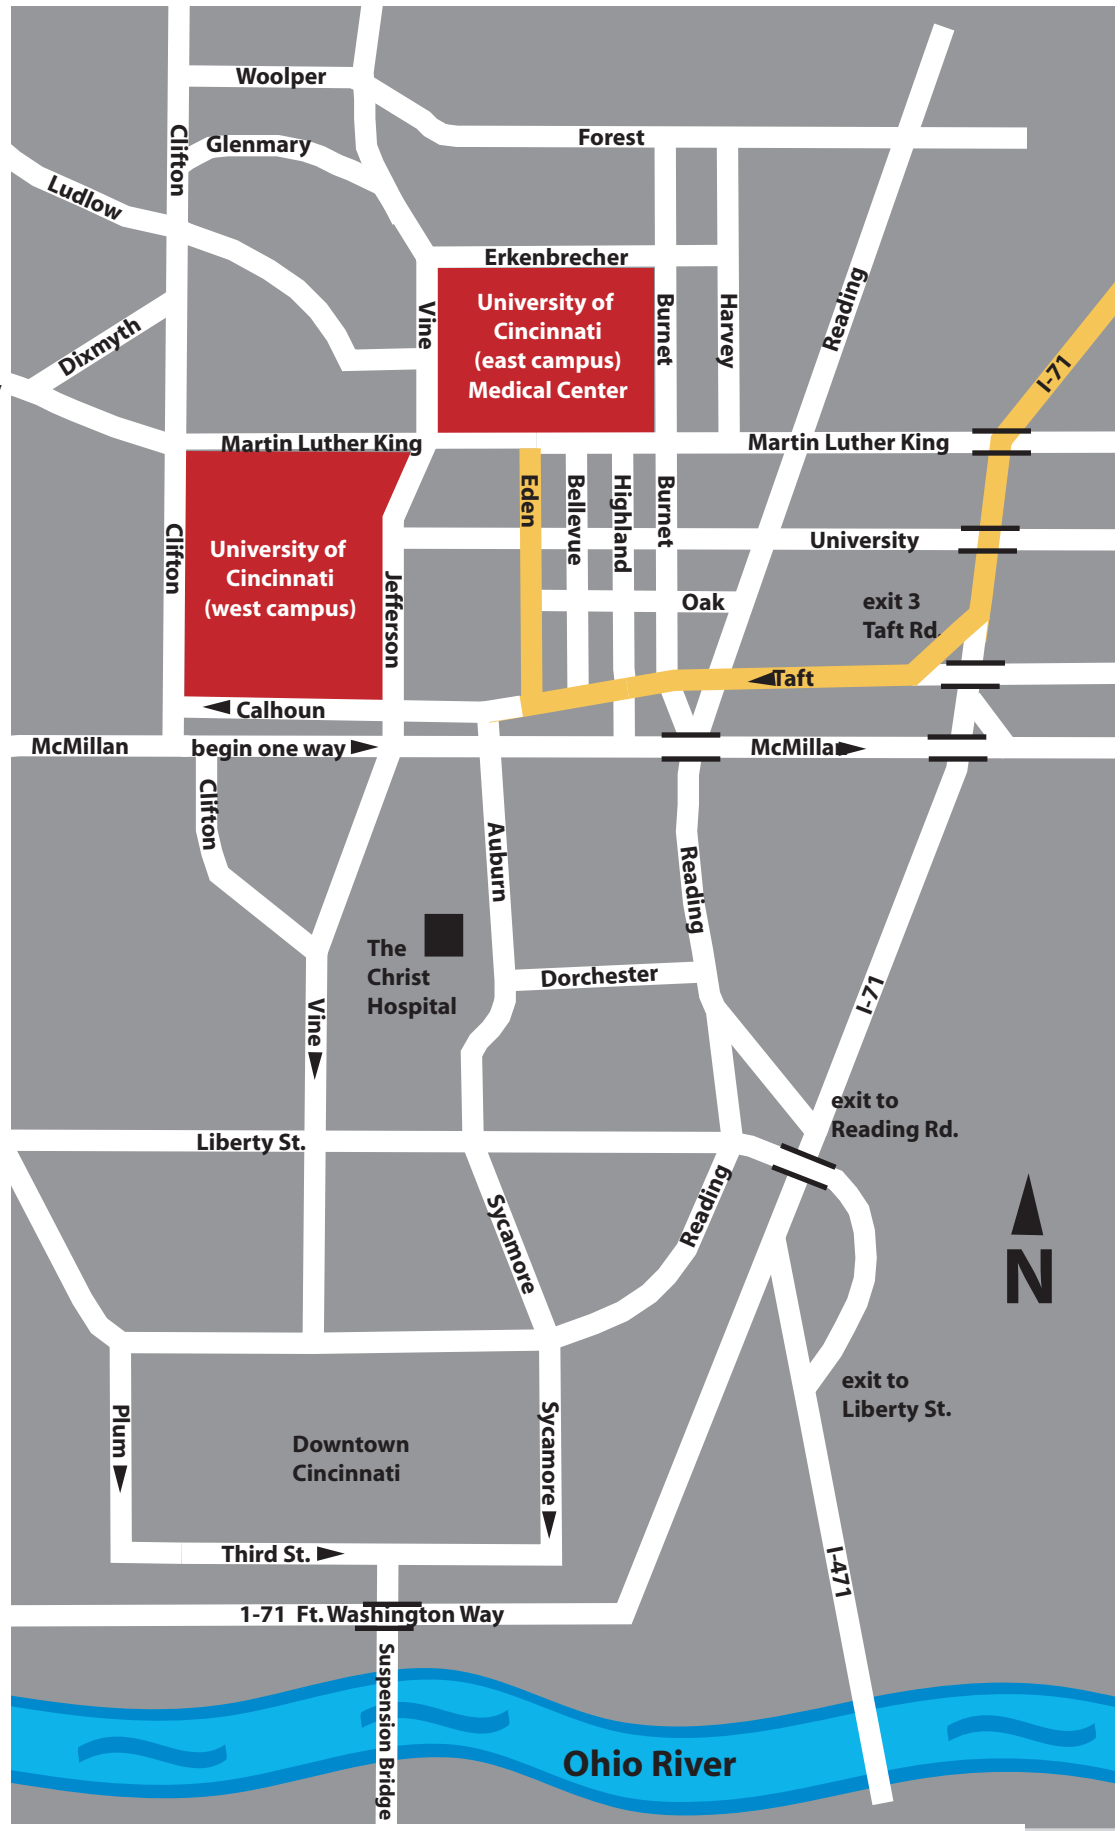 Woolper
Clifton
Glenmary
Forest
Ludlow
Erkenbrecher
Reading
University of
Cincinnati
(east campus)
Medical Center
Vine
Burnet
Harvey
Dixmyth
I-71
Martin Luther King
Martin Luther King
Eden
Bellevue
Highland
Burnet
Clifton
University of
Cincinnati
(west campus)
Jefferson
University
Oak
exit 3
Taft Rd.
Taft
Calhoun
McMillan
begin one way
McMillan
Clifton
Auburn
Reading
The
Christ
Hospital
Dorchester
Vine
I-71
exit to
Reading Rd.
Liberty St.
Sycamore
Reading
N
exit to
Liberty St.
Plum
Downtown
Cincinnati
Sycamore
Third St.
I-471
1-71 Ft. Washington Way
Suspension Bridge
Ohio River